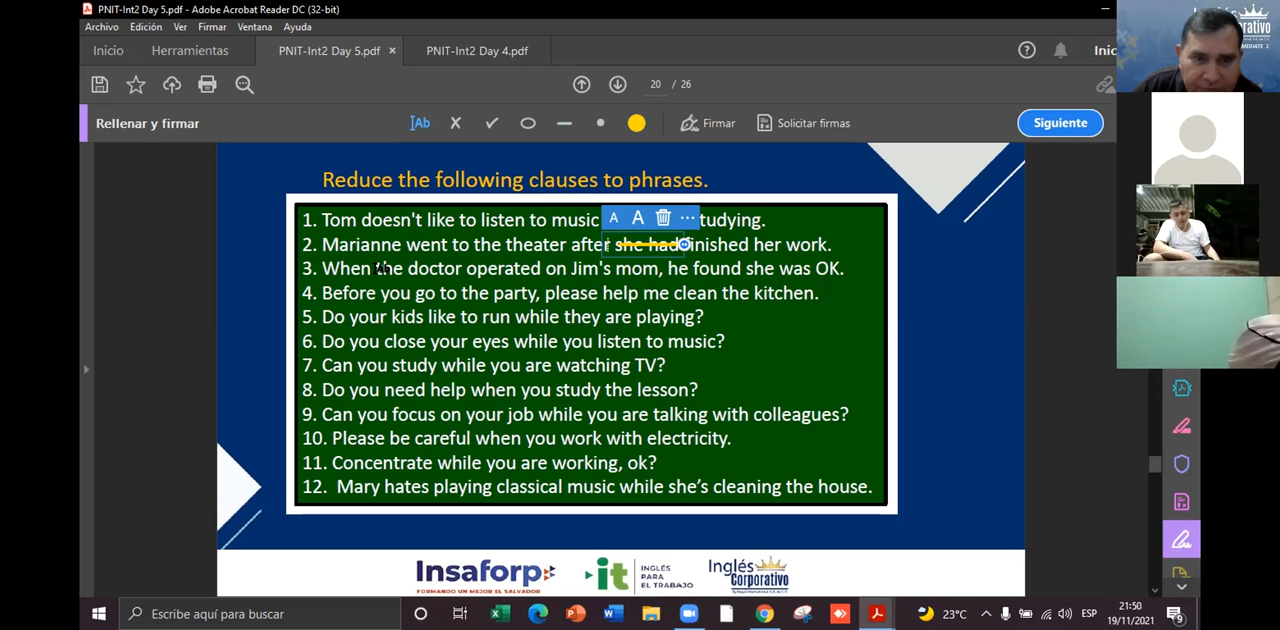 PNIT-Int2 Day 5.pdf - Adobe Acrobat Reader DC (32-bit)
Archivo Edición Ver Firmar Ventana Ayuda
Inicio Herramientas PNIT-Int2 Day 5.pdf × PNIT-Int2 Day 4.pdf Inic
20 / 26
Rellenar y firmar Ab Firmar Solicitar firmas Siguiente
Reduce the following clauses to phrases.
A A
1. Tom doesn't like to listen to music tudying.
2. Marianne went to the theater after she had finished her work.
3. When the doctor operated on Jim's mom, he found she was OK.
4. Before you go to the party, please help me clean the kitchen.
5. Do your kids like to run while they are playing?
6. Do you close your eyes while you listen to music?
7. Can you study while you are watching TV?
8. Do you need help when you study the lesson?
9. Can you focus on your job while you are talking with colleagues?
10. Please be careful when you work with electricity.
11. Concentrate while you are working, ok?
12. Mary hates playing classical music while she's cleaning the house.
Insaforp
FORMANDO UN MEJOR EL SALVADOR
it
INGLÉS
PARA
EL TRABAJO
Inglés
Corporativo
Escribe aquí para buscar
23°C
ESP
21:50
19/11/2021
9